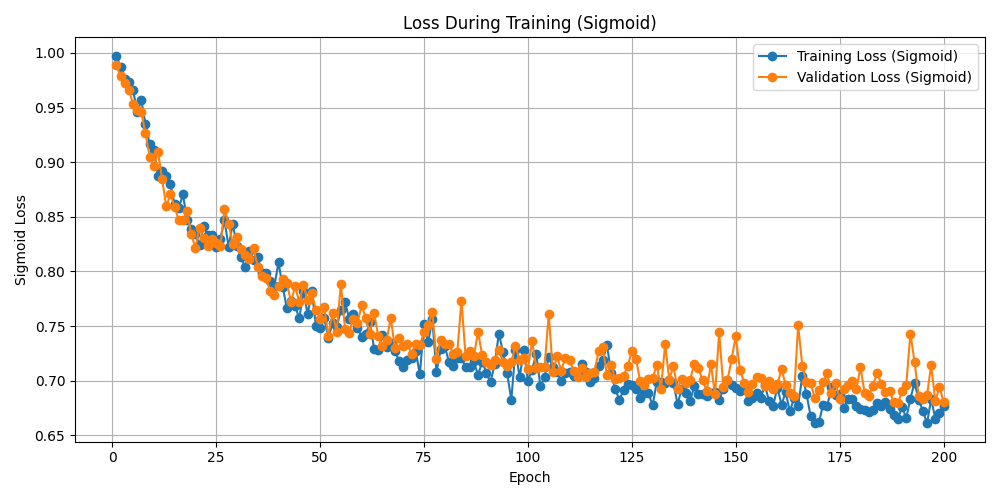 Loss During Training (Sigmoid)
Training Loss (Sigmoid)
Validation Loss (Sigmoid)
Sigmoid Loss
1.00
0.95
0.90
0.85
0.80
0.75
0.70
0.65
0 25 50 75 100 125 150 175 200
Epoch